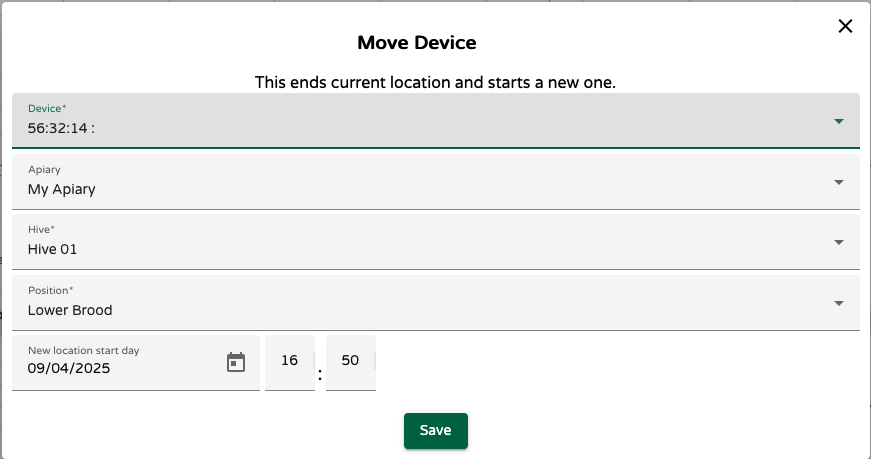 Move Device
This ends current location and starts a new one.
Device*
56:32:14 :
Apiary
My Apiary
Hive*
Hive 01
Position*
Lower Brood
New location start day
09/04/2025 16 : 50
Save